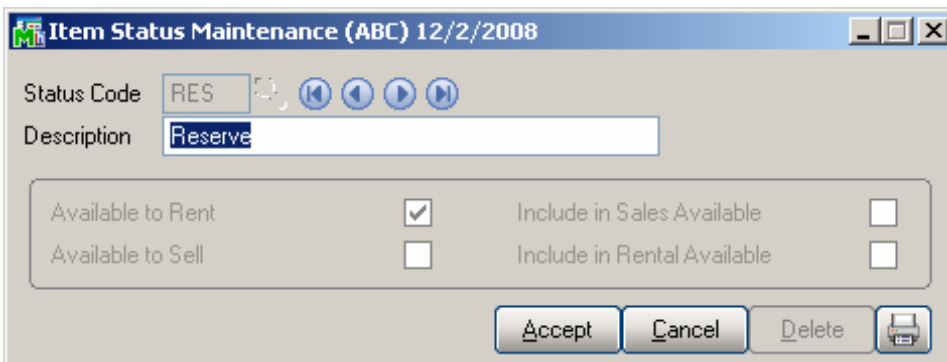 Item Status Maintenance (ABC) 12/2/2008
Status Code RES
Description Reserve
Available to Rent Include in Sales Available
Available to Sell Include in Rental Available
Accept Cancel Delete